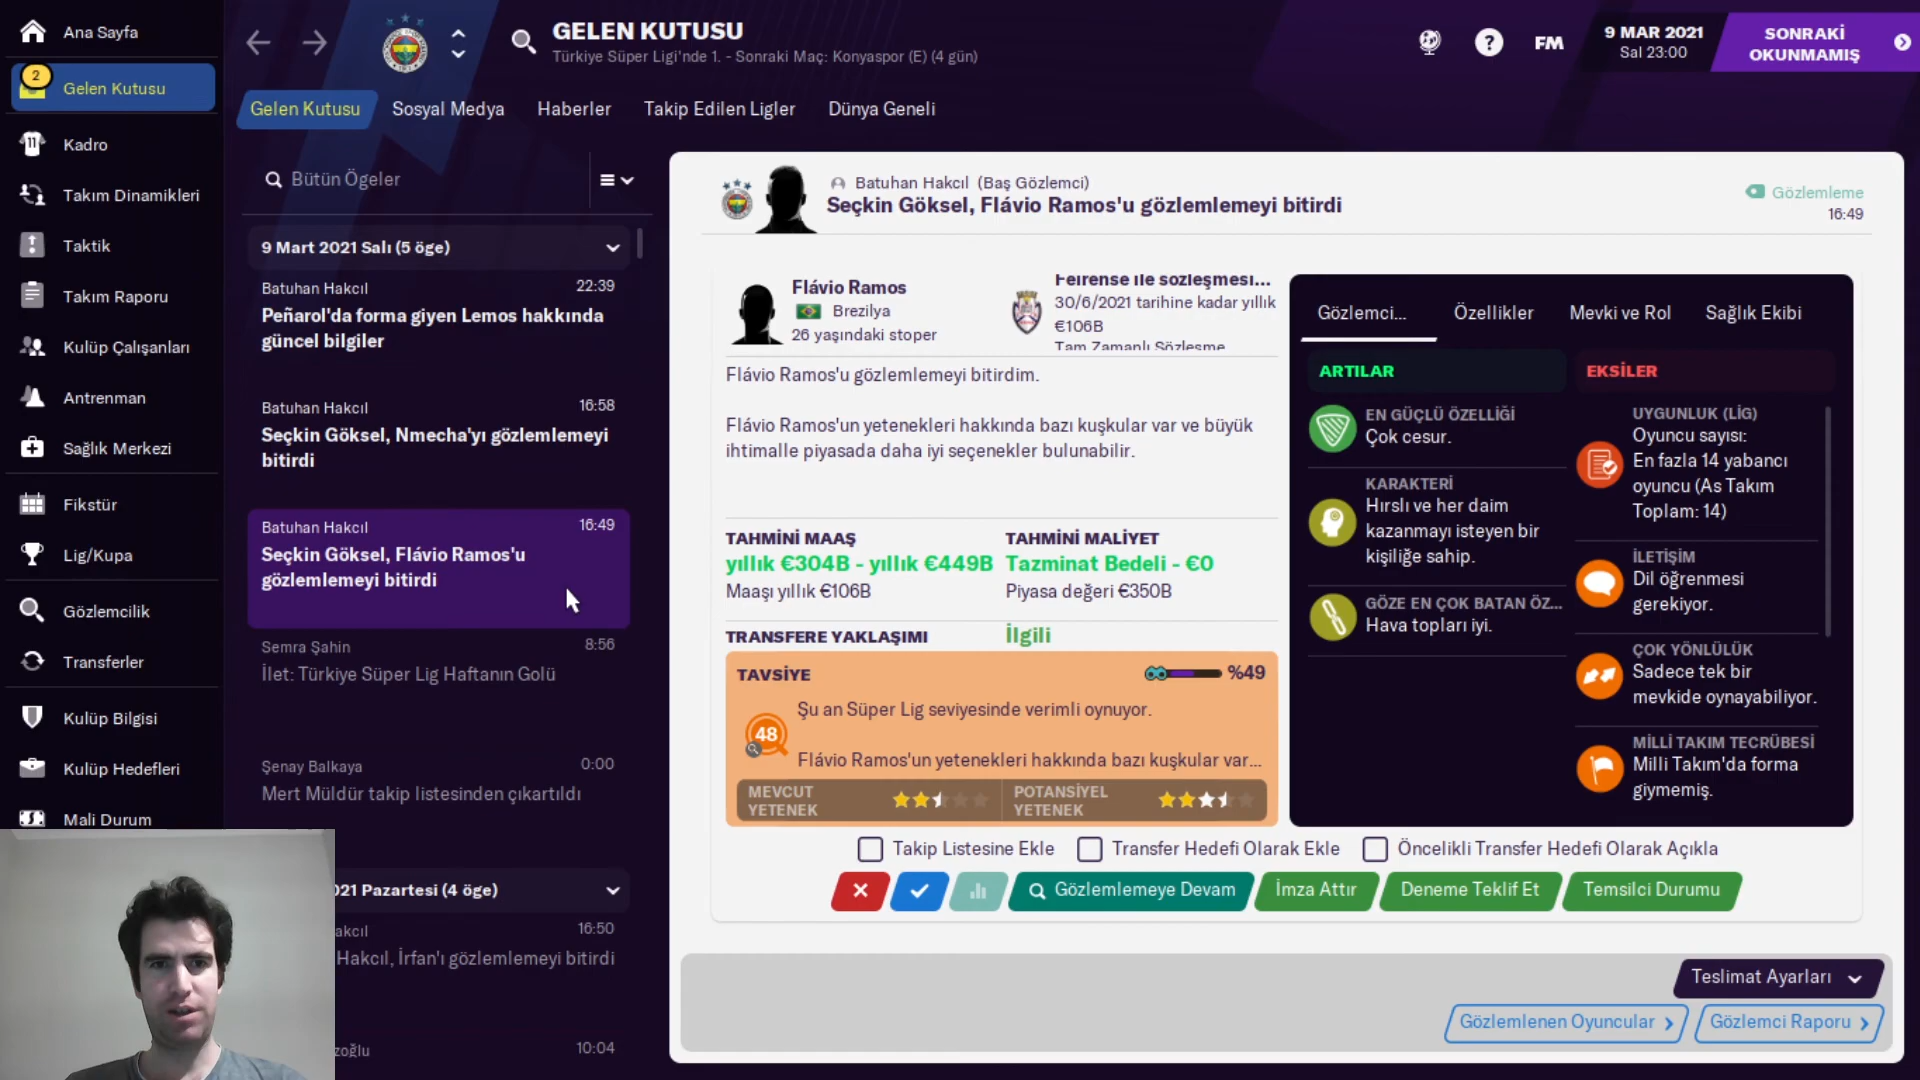 Ana Sayfa
2
Gelen Kutusu
Kadro
Takım Dinamikleri
Taktik
Takım Raporu
Kulüp Çalışanları
Antrenman
Sağlık Merkezi
Fikstür
Lig/Kupa
Gözlemcilik
Transferler
Kulüp Bilgisi
Kulüp Hedefleri
Mali Durum
GELEN KUTUSU
Türkiye Süper Ligi'nde 1. - Sonraki Maç: Konyaspor (E) (4 gün)
?
FM
9 MAR 2021
Sal 23:00
SONRAKİ
OKUNMAMIŞ
Gelen Kutusu
Sosyal Medya
Haberler
Takip Edilen Ligler
Dünya Geneli
Bütün Ögeler
9 Mart 2021 Salı (5 öge)
Batuhan Hakcıl 22:39
Peñarol'da forma giyen Lemos hakkında
güncel bilgiler
Batuhan Hakcıl 16:58
Seçkin Göksel, Nmecha'yı gözlemlemeyi
bitirdi
Batuhan Hakcıl 16:49
Seçkin Göksel, Flávio Ramos'u
gözlemlemeyi bitirdi
Semra Şahin 8:56
İlet: Türkiye Süper Lig Haftanın Golü
Şenay Balkaya 0:00
Mert Müldür takip listesinden çıkartıldı
021 Pazartesi (4 öge)
akcıl 16:50
Hakcıl, İrfan'ı gözlemlemeyi bitirdi
zoğlu 10:04
Batuhan Hakcıl (Baş Gözlemci)
Seçkin Göksel, Flávio Ramos'u gözlemlemeyi bitirdi
Gözlemleme
16:49
Flávio Ramos
Brezilya
26 yaşındaki stoper
Feirense ile sözleşmesi...
30/6/2021 tarihine kadar yıllık
€106B
Tam Zamanlı Sözleşme
Flávio Ramos'u gözlemlemeyi bitirdim.
Flávio Ramos'un yetenekleri hakkında bazı kuşkular var ve büyük
ihtimalle piyasada daha iyi seçenekler bulunabilir.
TAHMİNİ MAAŞ
yıllık €304B - yıllık €449B
Maaşı yıllık €106B
TAHMİNİ MALİYET
Tazminat Bedeli - €0
Piyasa değeri €350B
TRANSFERE YAKLAŞIMI
İlgili
TAVSİYE
%49
48
Şu an Süper Lig seviyesinde verimli oynuyor.
Flávio Ramos'un yetenekleri hakkında bazı kuşkular var...
MEVCUT
YETENEK
POTANSİYEL
YETENEK
Gözlemci...
Özellikler
Mevki ve Rol
Sağlık Ekibi
ARTILAR
EN GÜÇLÜ ÖZELLİĞİ
Çok cesur.
KARAKTERİ
Hırslı ve her daim
kazanmayı isteyen bir
kişiliğe sahip.
GÖZE EN ÇOK BATAN ÖZ...
Hava topları iyi.
EKSİLER
UYGUNLUK (LİG)
Oyuncu sayısı:
En fazla 14 yabancı
oyuncu (As Takım
Toplam: 14)
İLETİŞİM
Dil öğrenmesi
gerekiyor.
ÇOK YÖNLÜLÜK
Sadece tek bir
mevkide oynayabiliyor.
MİLLİ TAKIM TECRÜBESİ
Milli Takım'da forma
giymemiş.
Takip Listesine Ekle
Transfer Hedefi Olarak Ekle
Öncelikli Transfer Hedefi Olarak Açıkla
Gözlemlemeye Devam
İmza Attır
Deneme Teklif Et
Temsilci Durumu
Teslimat Ayarları
Gözlemlenen Oyuncular
Gözlemci Raporu